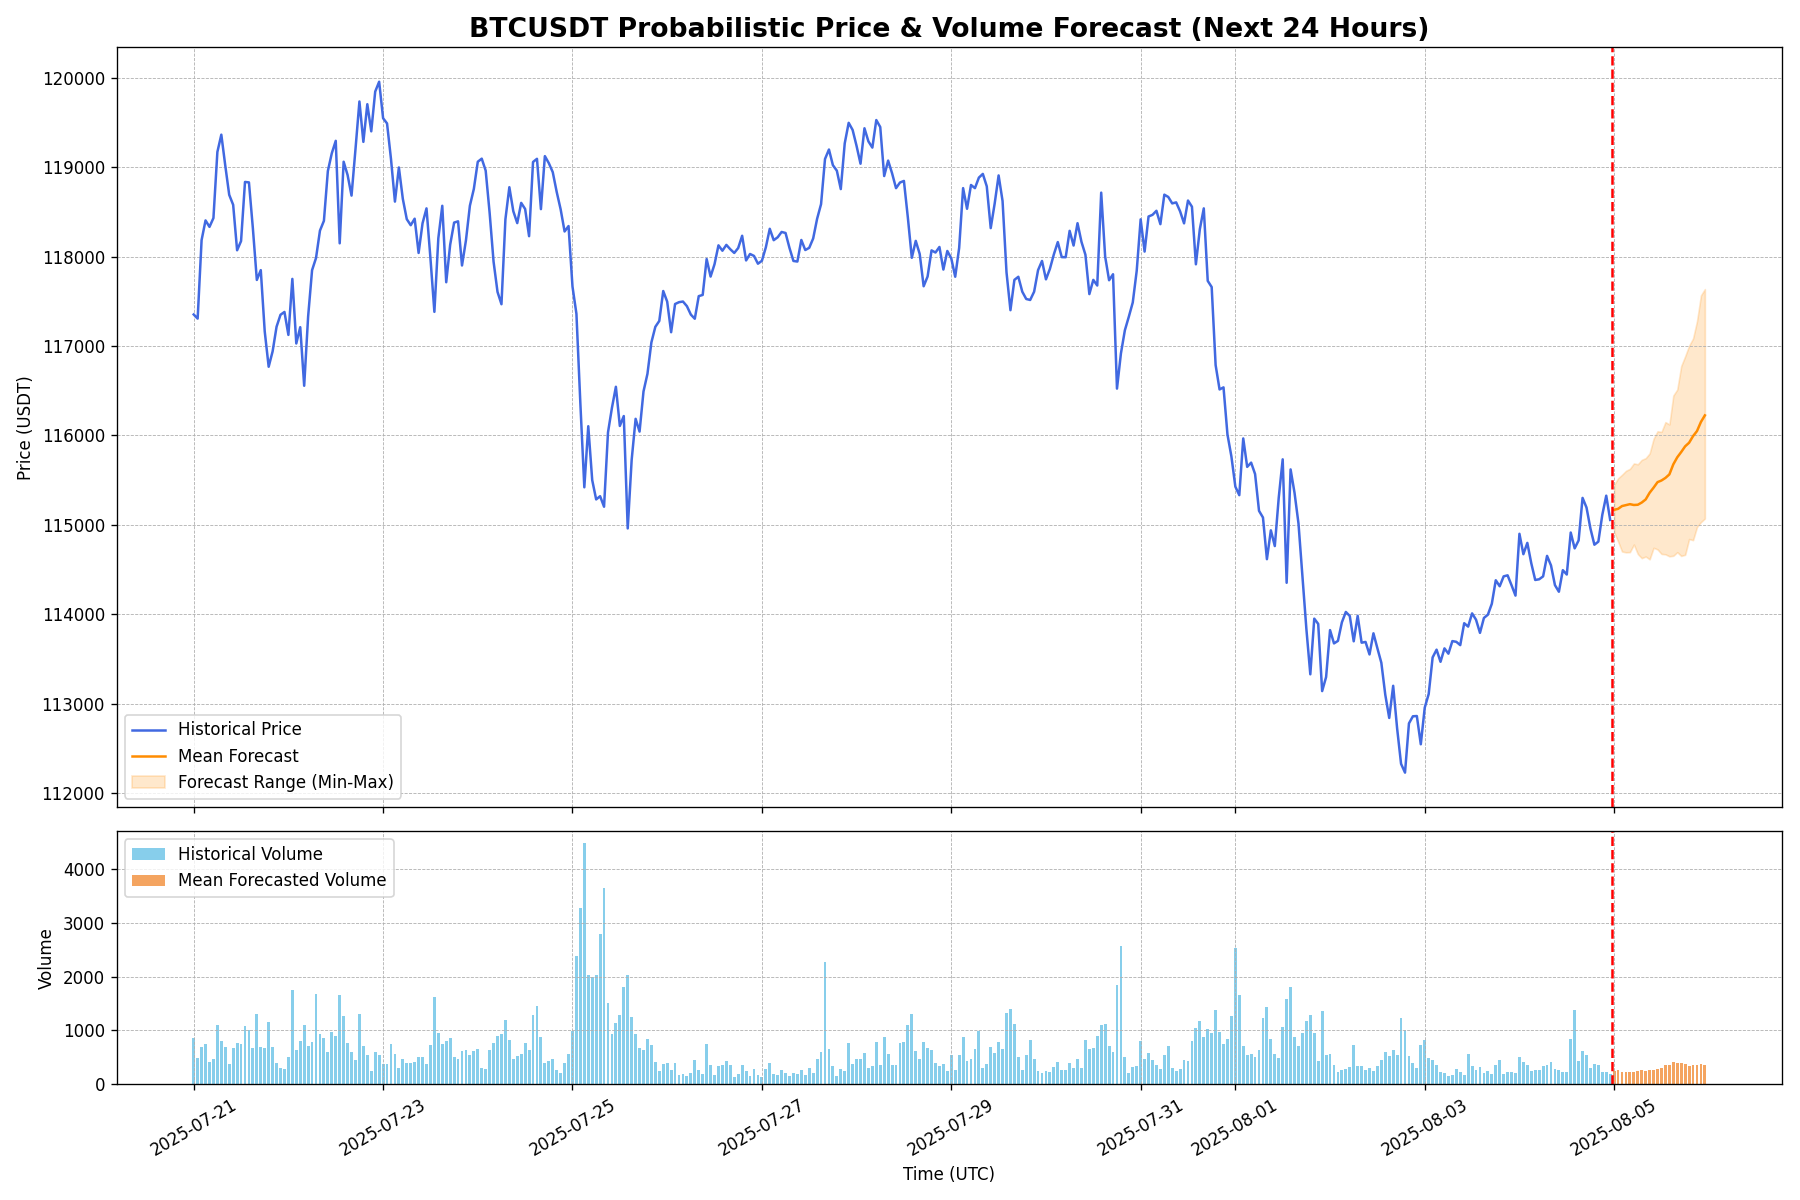 BTCUSDT Probabilistic Price & Volume Forecast (Next 24 Hours)
Price (USDT)
120000
119000
118000
117000
116000
115000
114000
113000
112000
Historical Price
Mean Forecast
Forecast Range (Min-Max)
Volume
4000
3000
2000
1000
0
Historical Volume
Mean Forecasted Volume
2025-07-21
2025-07-23
2025-07-25
2025-07-27
2025-07-29
2025-07-31
2025-08-01
2025-08-03
2025-08-05
Time (UTC)